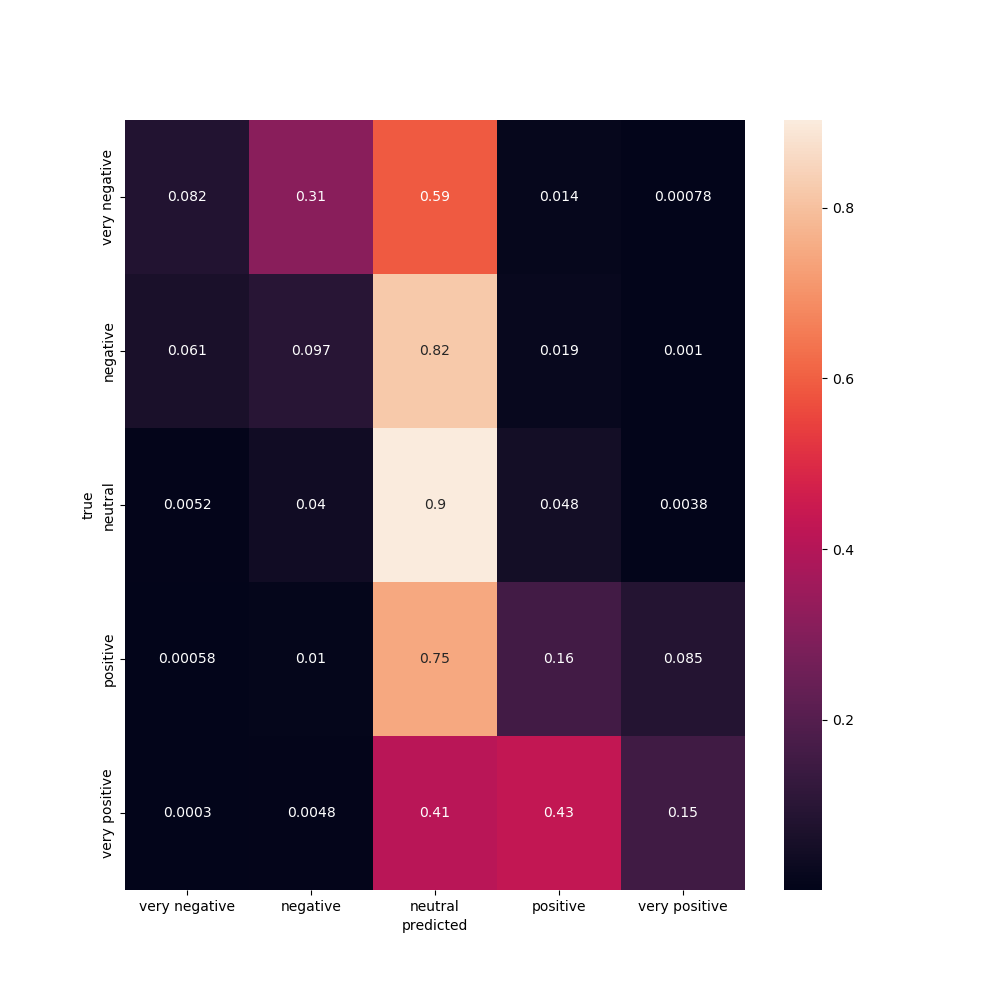 very negative 0.082 0.31 0.59 0.014 0.00078
0.8
negative 0.061 0.097 0.82 0.019 0.001
0.6
true
neutral 0.0052 0.04 0.9 0.048 0.0038
0.4
positive 0.00058 0.01 0.75 0.16 0.085
0.2
very positive 0.0003 0.0048 0.41 0.43 0.15
very negative negative neutral positive very positive
predicted